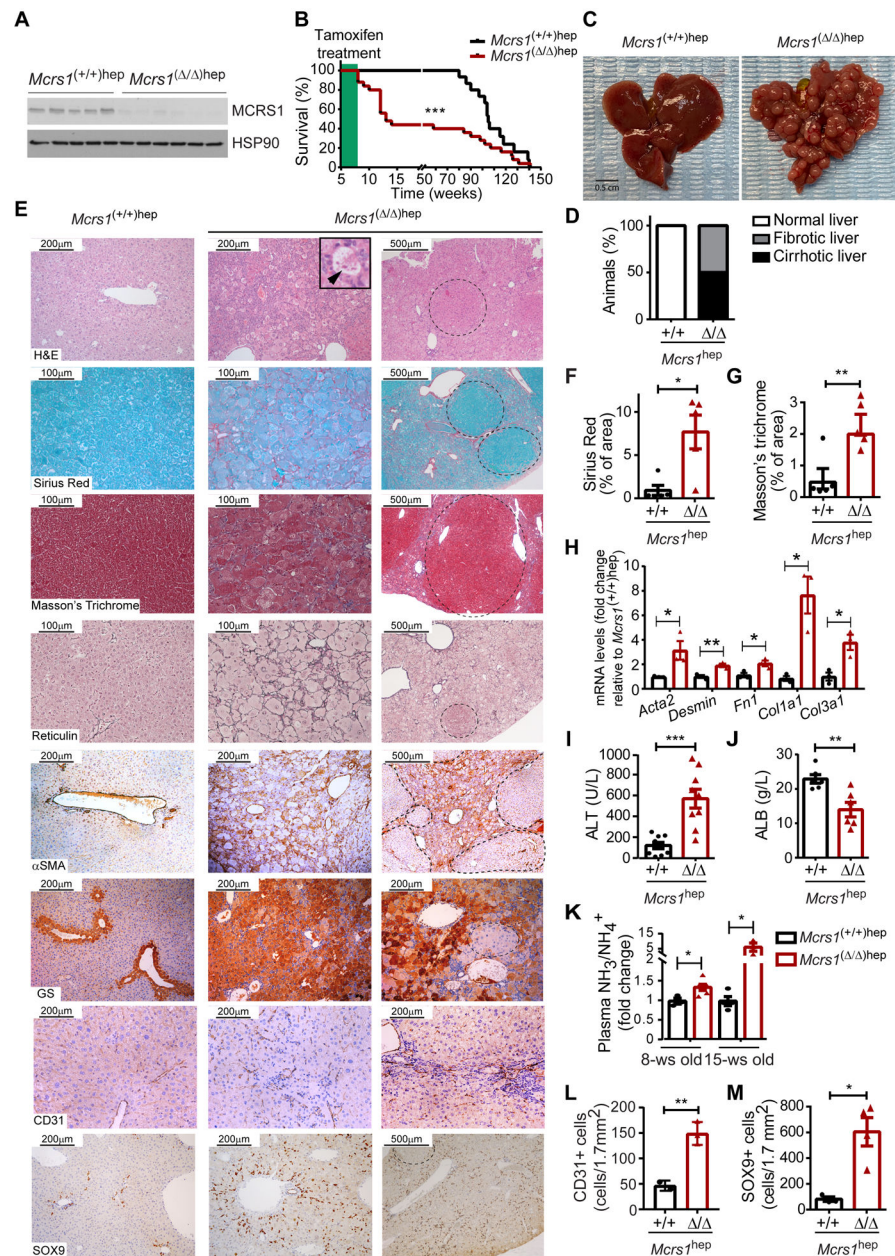 A
Mcrs1(+/+)hep Mcrs1(Δ/Δ)hep
MCRS1
HSP90
B
Tamoxifen
treatment
Mcrs1(+/+)hep
Mcrs1(Δ/Δ)hep
Survival (%)
100
80
60
40
20
0
***
5 10 15 50 70 90 110 130 150
Time (weeks)
C
Mcrs1(+/+)hep Mcrs1(Δ/Δ)hep
0.5 cm
D
Animals (%)
100
50
0
+/+ Δ/Δ
Mcrs1hep
Normal liver
Fibrotic liver
Cirrhotic liver
E
Mcrs1(+/+)hep Mcrs1(Δ/Δ)hep
200µm 200µm 500µm
H&E
100µm 100µm 500µm
Sirius Red
100µm 100µm 500µm
Masson's Trichrome
100µm 100µm 500µm
Reticulin
200µm 200µm 500µm
αSMA
200µm 200µm 200µm
GS
100µm 100µm 100µm
CD31
200µm 200µm 500µm
SOX9
F
Sirius Red
(% of area)
10
5
0
*
+/+ Δ/Δ
Mcrs1hep
G
Masson's trichrome
(% of area)
3
2
1
0
**
+/+ Δ/Δ
Mcrs1hep
H
mRNA levels (fold change
relative to Mcrs1(+/+)hep)
10
8
6
4
2
0
* ** * * *
Acta2 Desmin Fn1 Col1a1 Col3a1
I
ALT (U/L)
1000
800
600
400
200
0
***
+/+ Δ/Δ
Mcrs1hep
J
ALB (g/L)
30
20
10
0
**
+/+ Δ/Δ
Mcrs1hep
K
Plasma NH3/NH4+
(fold change)
15
5
1.5
1
0
* *
8-ws old 15-ws old
Mcrs1(+/+)hep
Mcrs1(Δ/Δ)hep
L
CD31+ cells
(cells/1.7mm2)
200
150
100
50
0
**
+/+ Δ/Δ
Mcrs1hep
M
SOX9+ cells
(cells/1.7 mm2)
800
600
400
200
0
*
+/+ Δ/Δ
Mcrs1hep